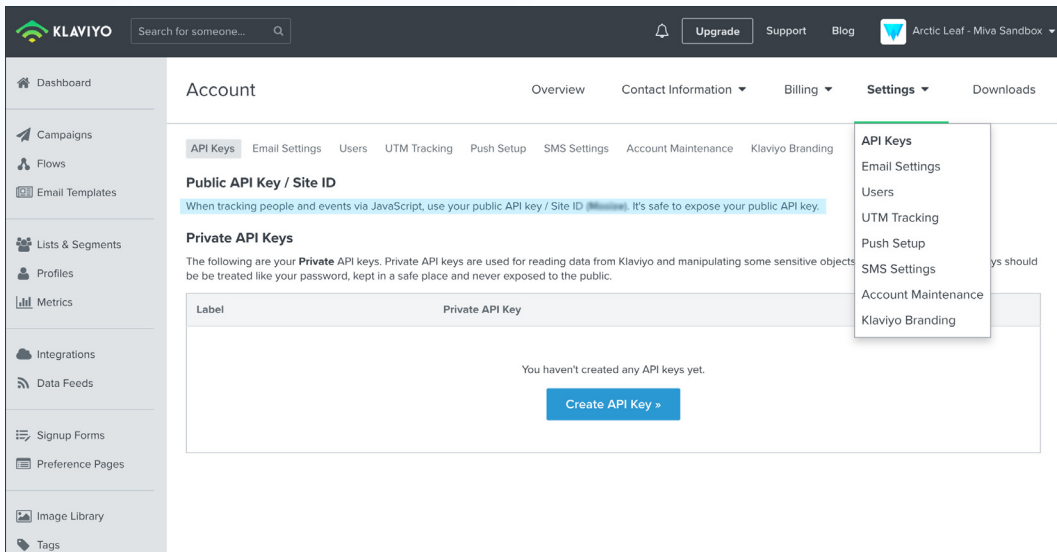 KLAVIYO
Search for someone...
Upgrade
Support
Blog
Arctic Leaf - Miva Sandbox
Dashboard
Campaigns
Flows
Email Templates
Lists & Segments
Profiles
Metrics
Integrations
Data Feeds
Signup Forms
Preference Pages
Image Library
Tags
Account
Overview
Contact Information
Billing
Settings
Downloads
API Keys
Email Settings
Users
UTM Tracking
Push Setup
SMS Settings
Account Maintenance
Klaviyo Branding
API Keys
Email Settings
Users
UTM Tracking
Push Setup
SMS Settings
Account Maintenance
Klaviyo Branding
Public API Key / Site ID
When tracking people and events via JavaScript, use your public API key / Site ID ( ). It's safe to expose your public API key.
Private API Keys
The following are your Private API keys. Private API keys are used for reading data from Klaviyo and manipulating some sensitive objects ys should
be be treated like your password, kept in a safe place and never exposed to the public.
Label
Private API Key
You haven't created any API keys yet.
Create API Key »